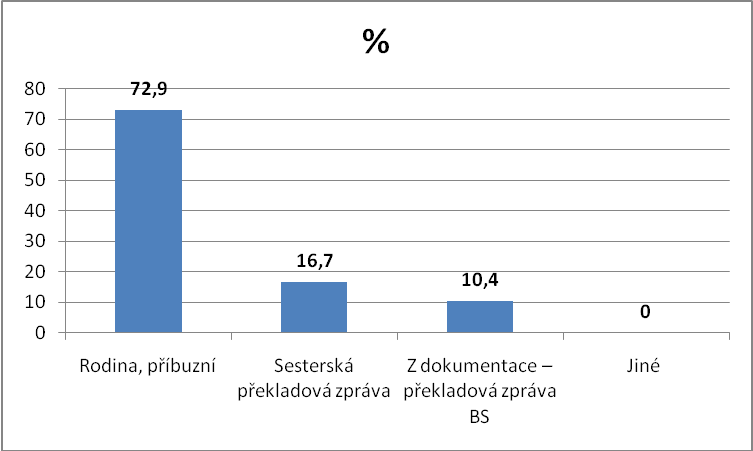 %
80
70
60
50
40
30
20
10
0
72,9
16,7
10,4
0
Rodina, příbuzní
Sesterská
překladová zpráva
Z dokumentace –
překladová zpráva
BS
Jiné